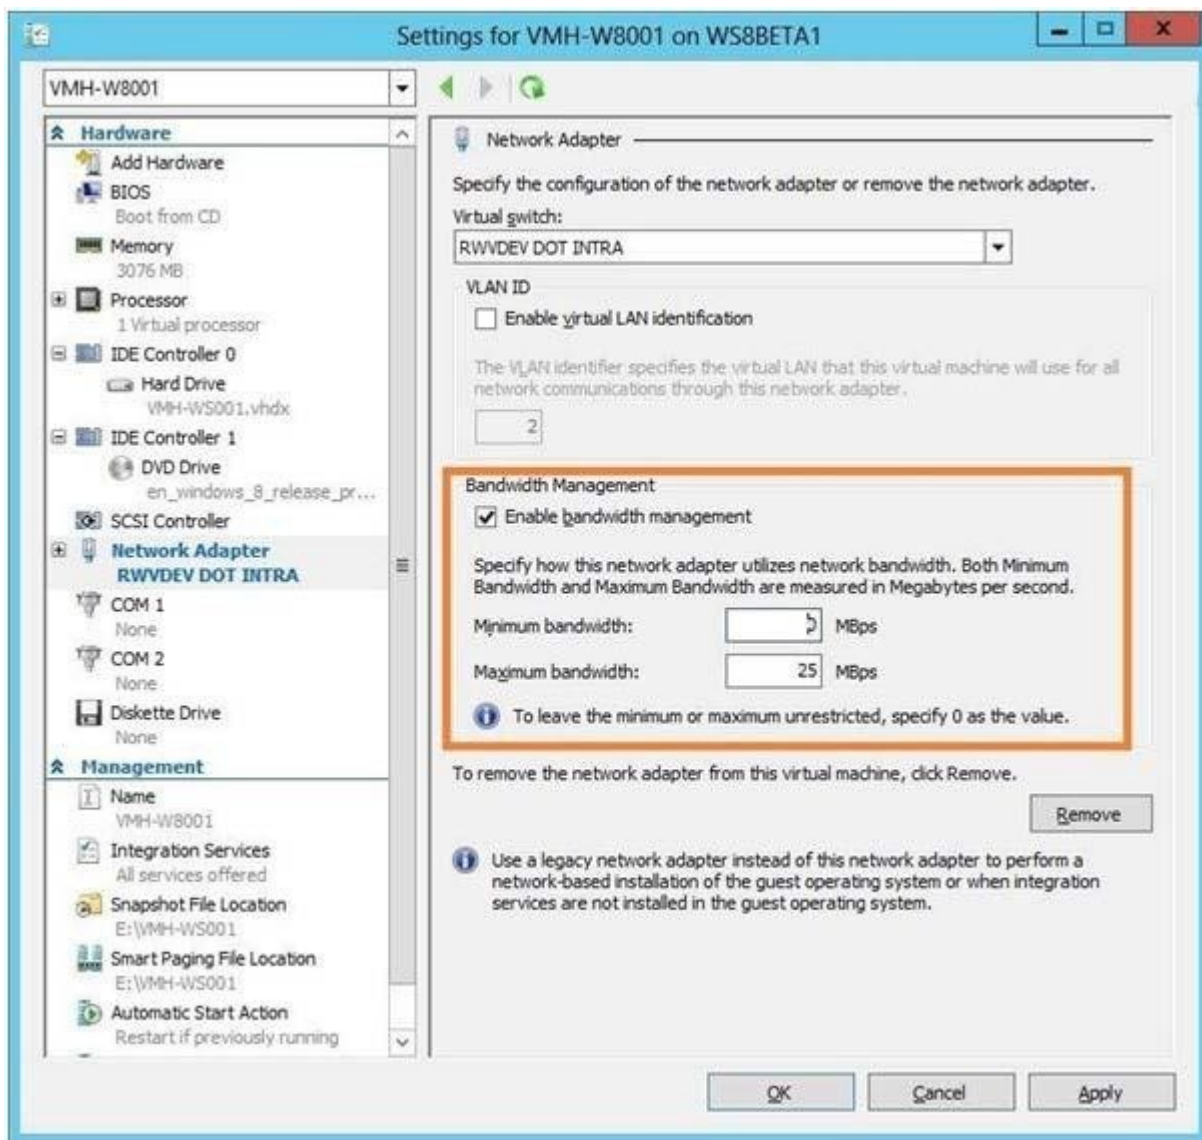 Settings for VMH-W8001 on WS8BETA1
VMH-W8001
Hardware
Add Hardware
BIOS
Boot from CD
Memory
3076 MB
Processor
1 Virtual processor
IDE Controller 0
Hard Drive
VMH-WS001.vhdx
IDE Controller 1
DVD Drive
en_windows_8_release_pr...
SCSI Controller
Network Adapter
RWVDEV DOT INTRA
COM 1
None
COM 2
None
Diskette Drive
None
Management
Name
VMH-W8001
Integration Services
All services offered
Snapshot File Location
E:\VMH-WS001
Smart Paging File Location
E:\VMH-WS001
Automatic Start Action
Restart if previously running
Network Adapter
Specify the configuration of the network adapter or remove the network adapter.
Virtual switch:
RWVDEV DOT INTRA
VLAN ID
Enable virtual LAN identification
The VLAN identifier specifies the virtual LAN that this virtual machine will use for all
network communications through this network adapter.
2
Bandwidth Management
Enable bandwidth management
Specify how this network adapter utilizes network bandwidth. Both Minimum
Bandwidth and Maximum Bandwidth are measured in Megabytes per second.
Minimum bandwidth: MBps
Maximum bandwidth: 25 MBps
To leave the minimum or maximum unrestricted, specify 0 as the value.
To remove the network adapter from this virtual machine, click Remove.
Remove
Use a legacy network adapter instead of this network adapter to perform a
network-based installation of the guest operating system or when integration
services are not installed in the guest operating system.
OK Cancel Apply